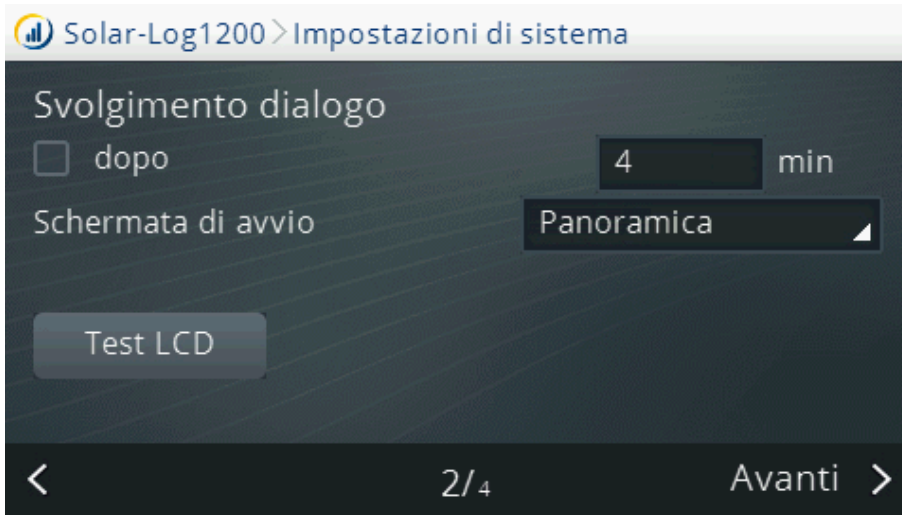 Solar-Log1200 > Impostazioni di sistema
Svolgimento dialogo
dopo 4 min
Schermata di avvio Panoramica
Test LCD
< 2/4 Avanti >